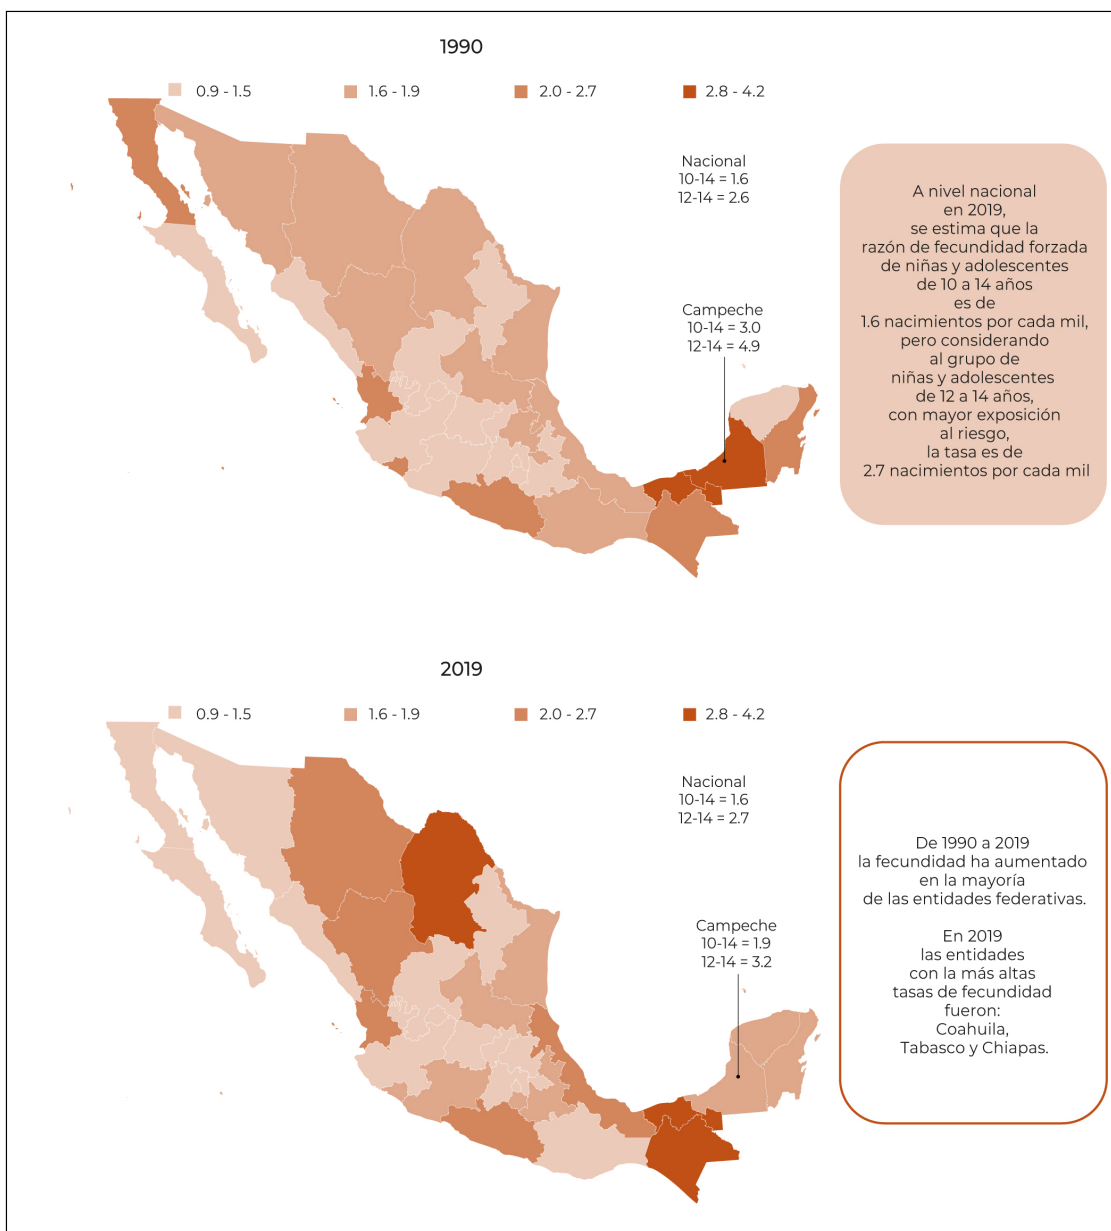 1990
0.9 - 1.5
1.6 - 1.9
2.0 - 2.7
2.8 - 4.2
Nacional
10-14 = 1.6
12-14 = 2.6
Campeche
10-14 = 3.0
12-14 = 4.9
A nivel nacional
en 2019,
se estima que la
razón de fecundidad forzada
de niñas y adolescentes
de 10 a 14 años
es de
1.6 nacimientos por cada mil,
pero considerando
al grupo de
niñas y adolescentes
de 12 a 14 años,
con mayor exposición
al riesgo,
la tasa es de
2.7 nacimientos por cada mil
2019
0.9 - 1.5
1.6 - 1.9
2.0 - 2.7
2.8 - 4.2
Nacional
10-14 = 1.6
12-14 = 2.7
Campeche
10-14 = 1.9
12-14 = 3.2
De 1990 a 2019
la fecundidad ha aumentado
en la mayoría
de las entidades federativas.
En 2019
las entidades
con la más altas
tasas de fecundidad
fueron:
Coahuila,
Tabasco y Chiapas.